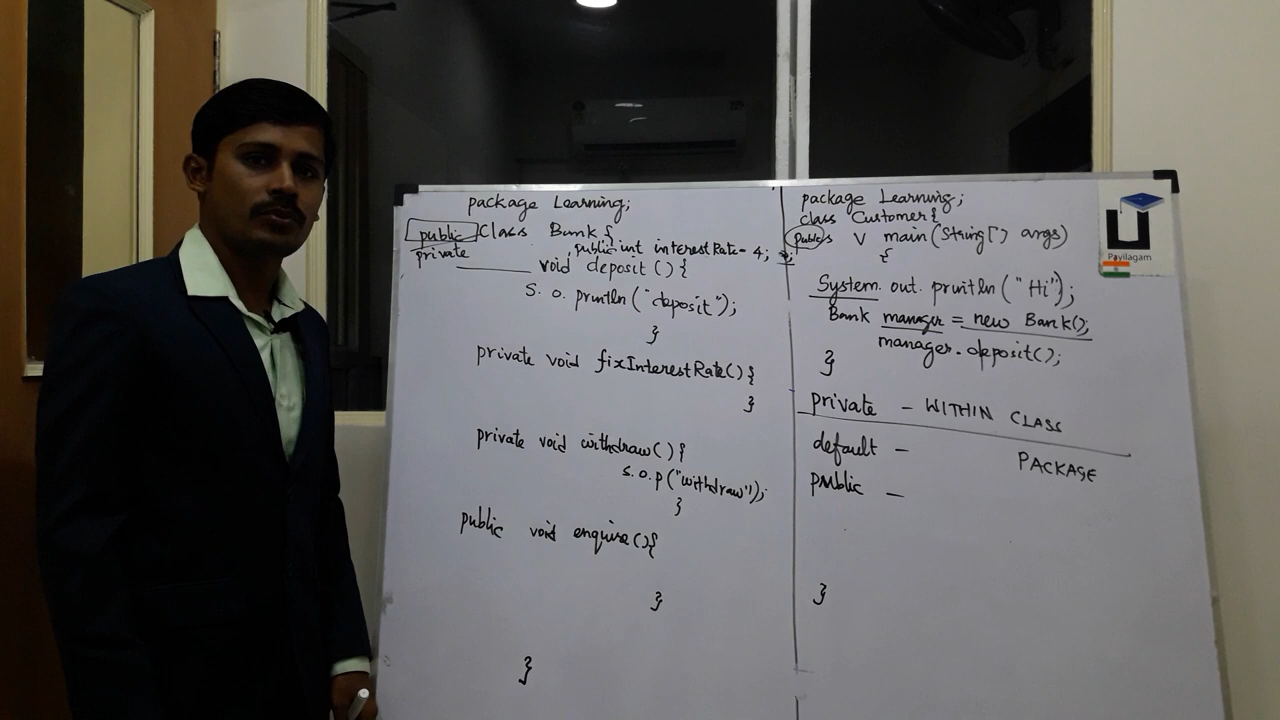 package Learning;
public Class Bank {
private
public int interestRate = 4;
void deposit () {
S. o. println ("deposit");
}
private void fixInterestRate() {
}
private void withdraw() {
s. o. p ("withdraw");
}
public void enquire(){
}
}
package Learning;
class Customer {
Public s V main (String[] args)
{
System. out. println ("Hi");
Bank manager = new Bank();
manager.deposit();
}
private - WITHIN CLASS
default - PACKAGE
public -
}
Payilagam